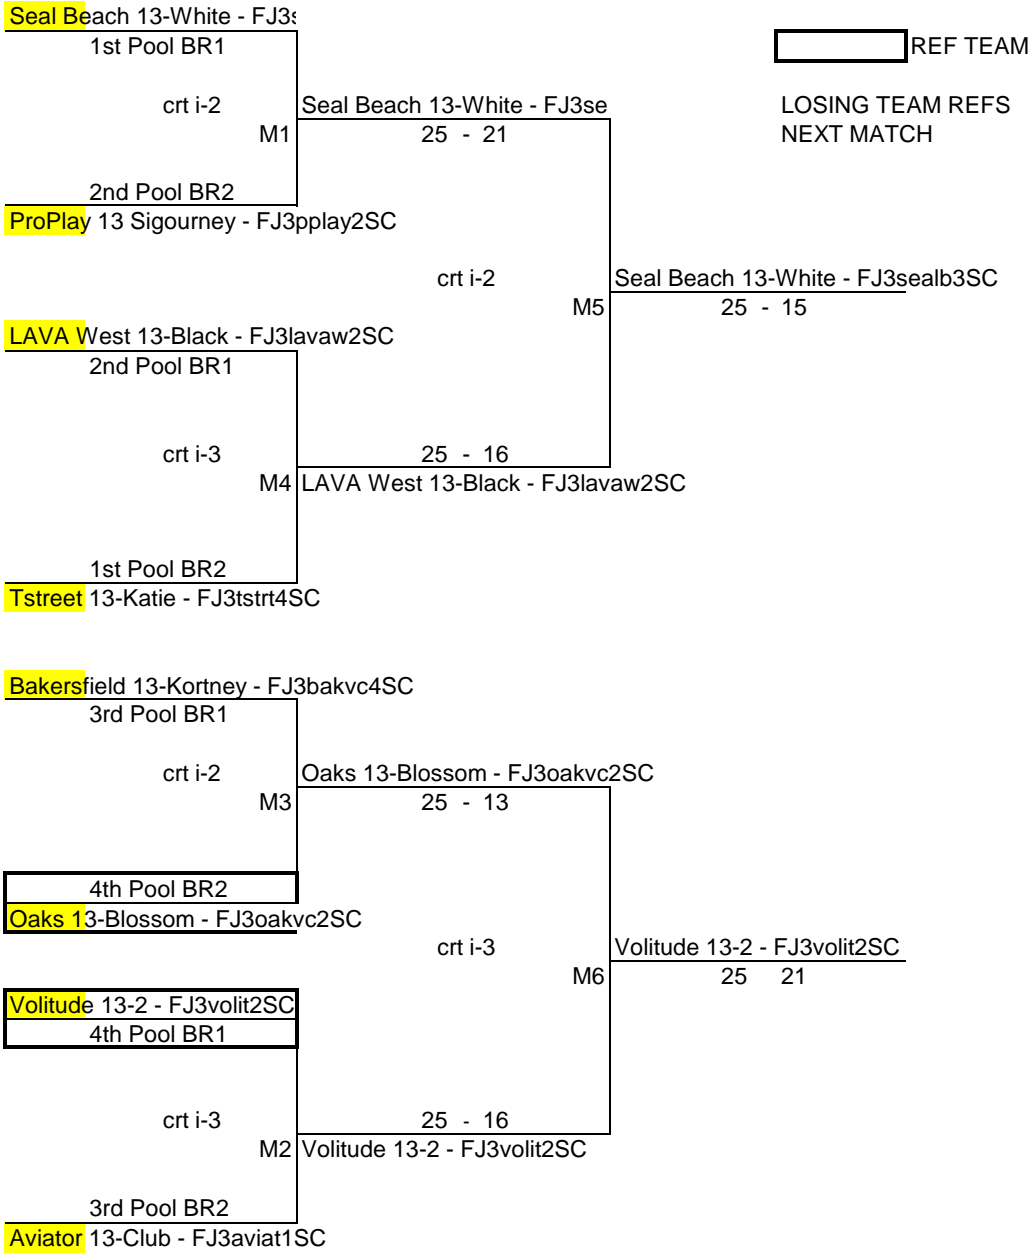 Seal Beach 13-White - FJ3s
1st Pool BR1
REF TEAM
crt i-2
Seal Beach 13-White - FJ3se
LOSING TEAM REFS
M1
25 - 21
NEXT MATCH
2nd Pool BR2
ProPlay 13 Sigourney - FJ3pplay2SC
crt i-2
Seal Beach 13-White - FJ3sealb3SC
M5
25 - 15
LAVA West 13-Black - FJ3lavaw2SC
2nd Pool BR1
crt i-3
25 - 16
M4
LAVA West 13-Black - FJ3lavaw2SC
1st Pool BR2
Tstreet 13-Katie - FJ3tstrt4SC
Bakersfield 13-Kortney - FJ3bakvc4SC
3rd Pool BR1
crt i-2
Oaks 13-Blossom - FJ3oakvc2SC
M3
25 - 13
4th Pool BR2
Oaks 13-Blossom - FJ3oakvc2SC
crt i-3
Volitude 13-2 - FJ3volit2SC
M6
25 21
Volitude 13-2 - FJ3volit2SC
4th Pool BR1
crt i-3
25 - 16
M2
Volitude 13-2 - FJ3volit2SC
3rd Pool BR2
Aviator 13-Club - FJ3aviat1SC